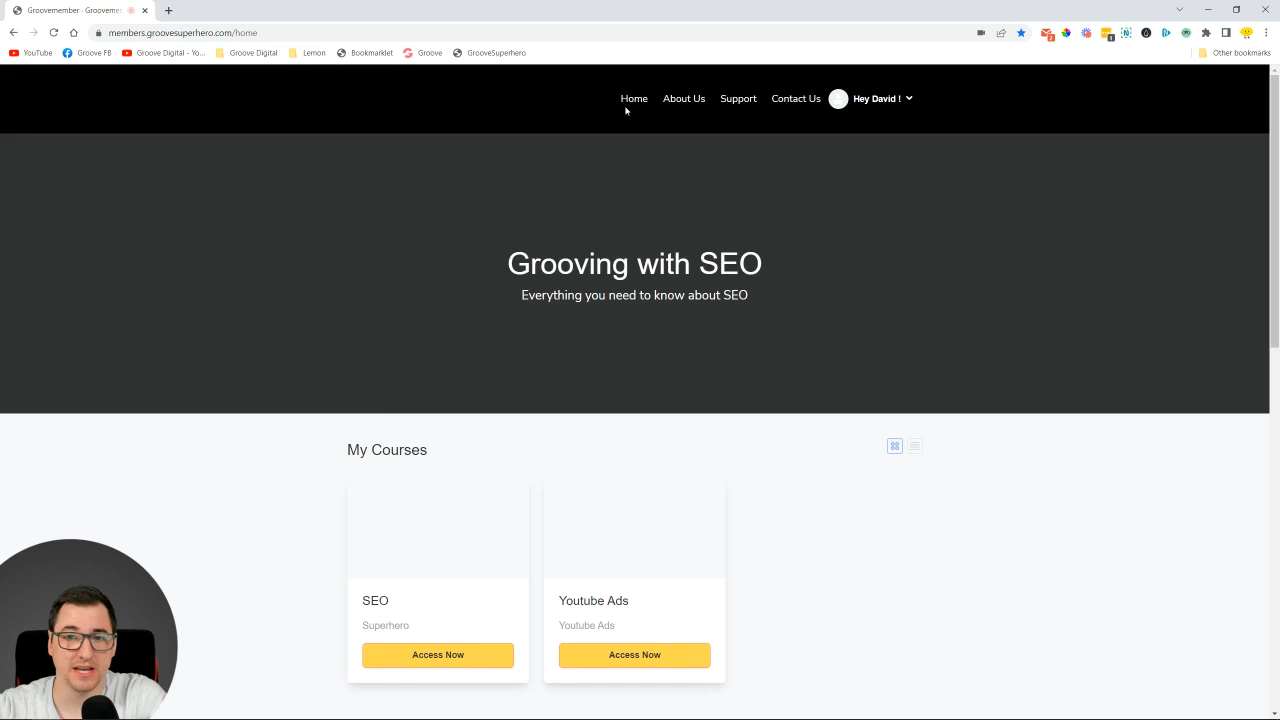 Groovemember - Groovemer
members.groovesuperhero.com/home
YouTube Groove FB Groove Digital - Yo... Groove Digital Lemon Bookmarklet Groove GrooveSuperhero Other bookmarks
Home About Us Support Contact Us Hey David !
Grooving with SEO
Everything you need to know about SEO
My Courses
SEO
Superhero
Access Now
Youtube Ads
Youtube Ads
Access Now